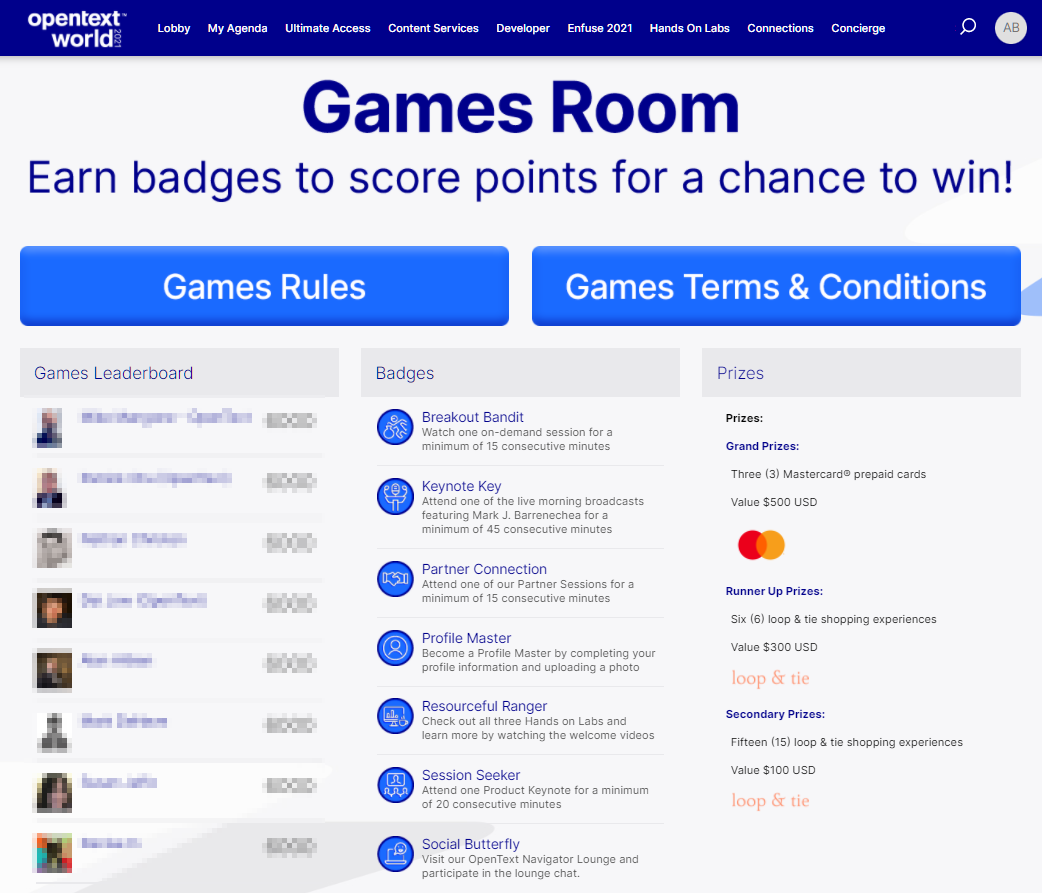 opentext™
world 2021
Lobby
My Agenda
Ultimate Access
Content Services
Developer
Enfuse 2021
Hands On Labs
Connections
Concierge
AB
Games Room
Earn badges to score points for a chance to win!
Games Rules
Games Terms & Conditions
Games Leaderboard
Badges
Breakout Bandit
Watch one on-demand session for a
minimum of 15 consecutive minutes
Keynote Key
Attend one of the live morning broadcasts
featuring Mark J. Barrenechea for a
minimum of 45 consecutive minutes
Partner Connection
Attend one of our Partner Sessions for a
minimum of 15 consecutive minutes
Profile Master
Become a Profile Master by completing your
profile information and uploading a photo
Resourceful Ranger
Check out all three Hands on Labs and
learn more by watching the welcome videos
Session Seeker
Attend one Product Keynote for a minimum
of 20 consecutive minutes
Social Butterfly
Visit our OpenText Navigator Lounge and
participate in the lounge chat.
Prizes
Prizes:
Grand Prizes:
Three (3) Mastercard® prepaid cards
Value $500 USD
Runner Up Prizes:
Six (6) loop & tie shopping experiences
Value $300 USD
loop & tie
Secondary Prizes:
Fifteen (15) loop & tie shopping experiences
Value $100 USD
loop & tie